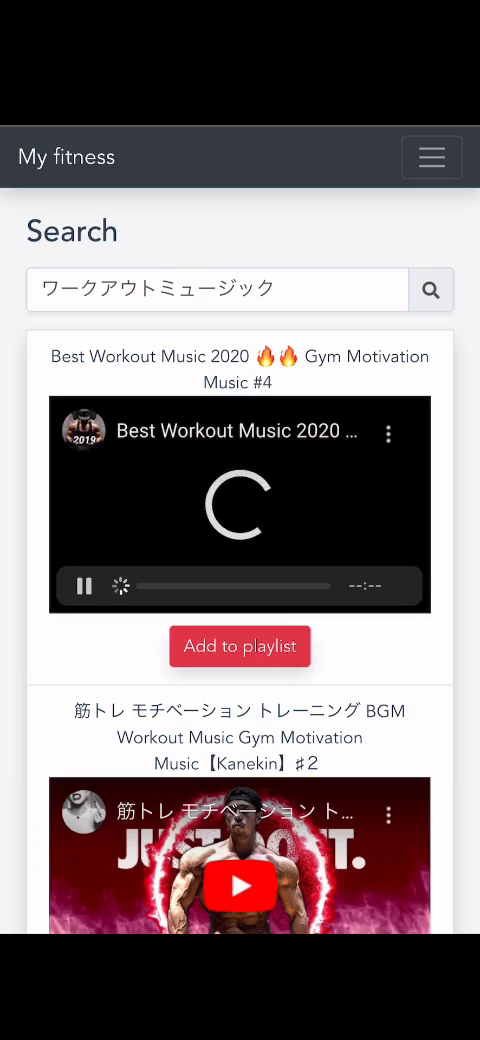 My fitness
Search
ワークアウトミュージック
Best Workout Music 2020 🔥🔥 Gym Motivation
Music #4
2019
Best Workout Music 2020 ...
--:--
Add to playlist
筋トレ モチベーション トレーニング BGM
Workout Music Gym Motivation
Music【Kanekin】♯2
筋トレ モチベーション ト...
JUST DO IT.